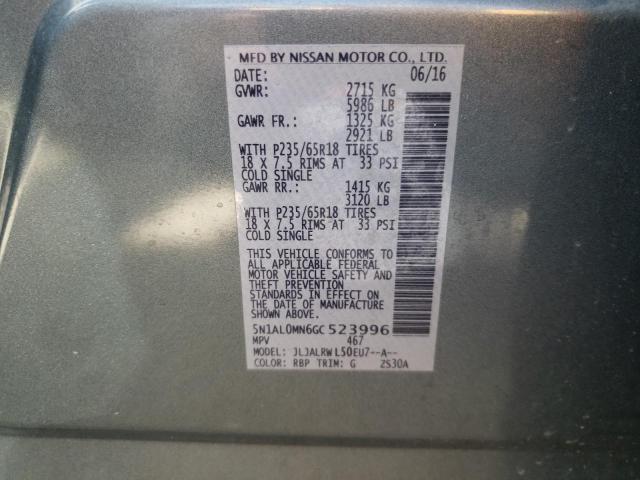 MFD BY NISSAN MOTOR CO., LTD.
DATE: 06/16
GVWR: 2715 KG
5986 LB
GAWR FR.: 1325 KG
2921 LB
WITH P235/65R18 TIRES
18 X 7.5 RIMS AT 33 PSI
COLD SINGLE
GAWR RR.: 1415 KG
3120 LB
WITH P235/65R18 TIRES
18 X 7.5 RIMS AT 33 PSI
COLD SINGLE
THIS VEHICLE CONFORMS TO
ALL APPLICABLE FEDERAL
MOTOR VEHICLE SAFETY AND
THEFT PREVENTION
STANDARDS IN EFFECT ON
THE DATE OF MANUFACTURE
SHOWN ABOVE.
5N1AL0MN6GC523996
MPV 467
MODEL: JLJALRWL50EU7--A--
COLOR: RBP TRIM: G 2S30A